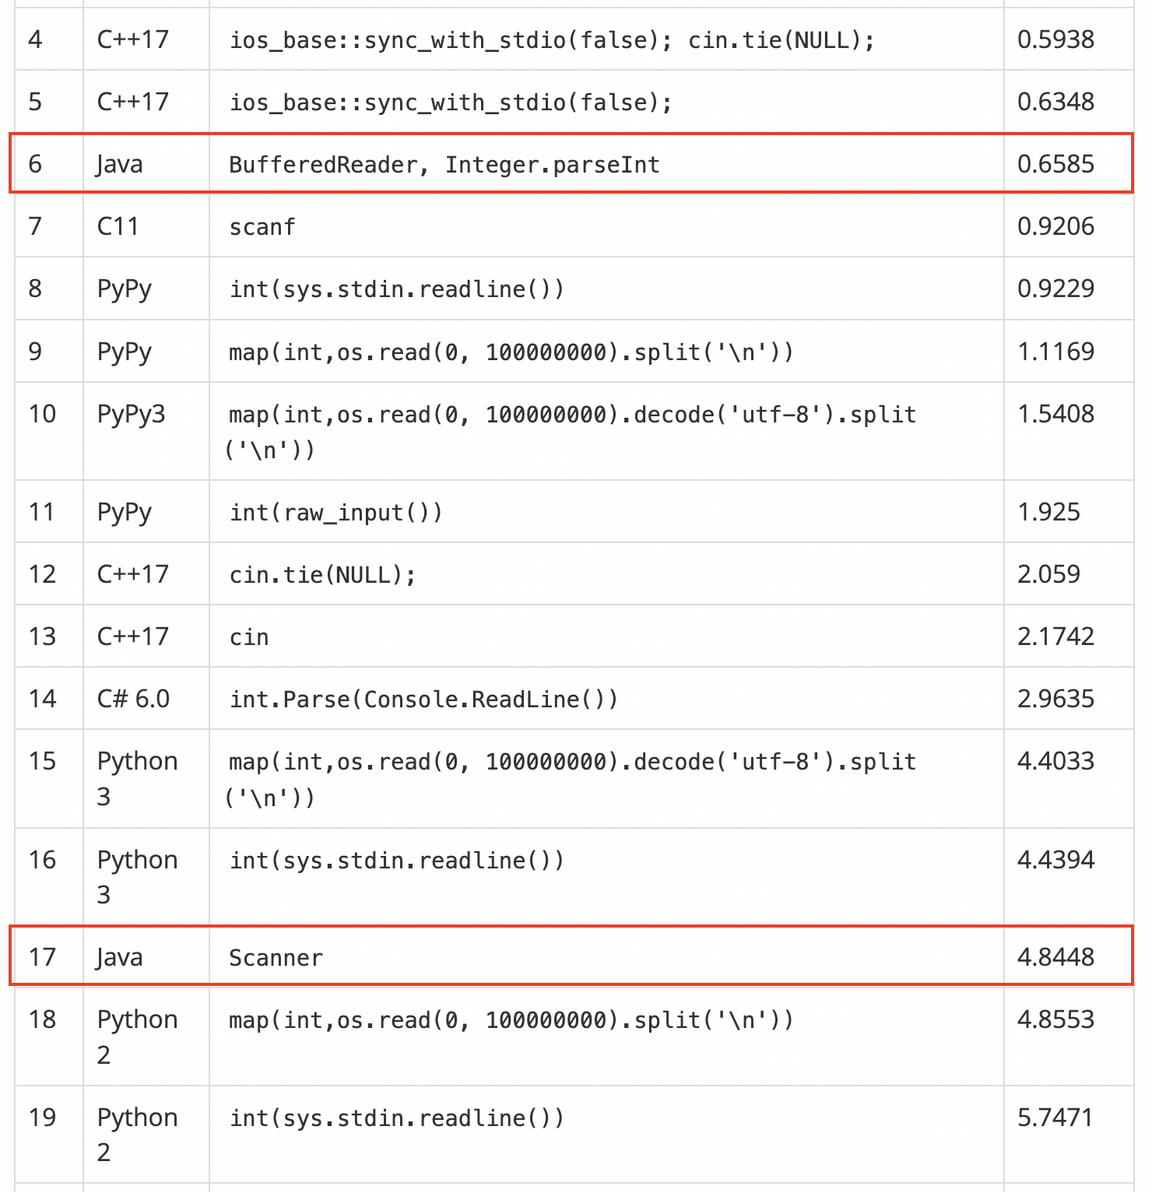 4 C++17 ios_base::sync_with_stdio(false); cin.tie(NULL); 0.5938
5 C++17 ios_base::sync_with_stdio(false); 0.6348
6 Java BufferedReader, Integer.parseInt 0.6585
7 C11 scanf 0.9206
8 PyPy int(sys.stdin.readline()) 0.9229
9 PyPy map(int,os.read(0, 100000000).split('\n')) 1.1169
10 PyPy3 map(int,os.read(0, 100000000).decode('utf-8').split 1.5408
('\n'))
11 PyPy int(raw_input()) 1.925
12 C++17 cin.tie(NULL); 2.059
13 C++17 cin 2.1742
14 C# 6.0 int.Parse(Console.ReadLine()) 2.9635
15 Python map(int,os.read(0, 100000000).decode('utf-8').split 4.4033
3 ('\n'))
16 Python int(sys.stdin.readline()) 4.4394
3
17 Java Scanner 4.8448
18 Python map(int,os.read(0, 100000000).split('\n')) 4.8553
2
19 Python int(sys.stdin.readline()) 5.7471
2